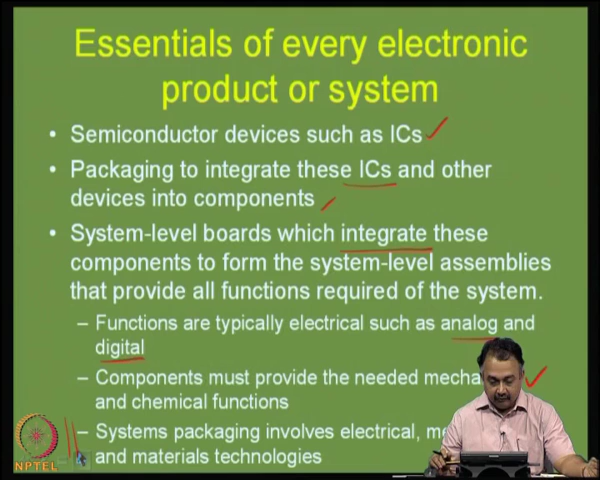 Essentials of every electronic
product or system
• Semiconductor devices such as ICs
• Packaging to integrate these ICs and other
devices into components
• System-level boards which integrate these
components to form the system-level assemblies
that provide all functions required of the system.
– Functions are typically electrical such as analog and
digital
– Components must provide the needed
and chemical functions
– Systems packaging involves electrical,
and materials technologies
NPTEL